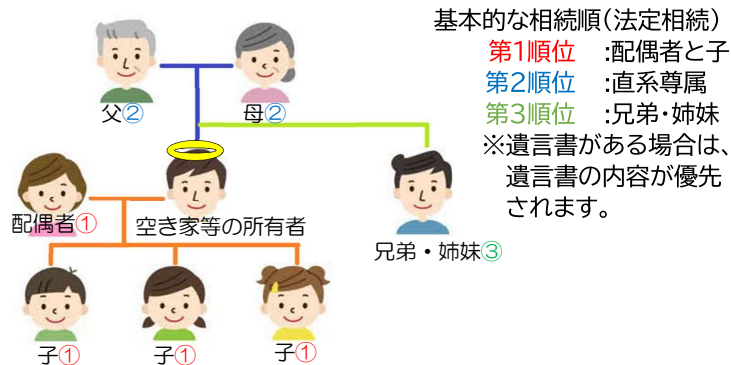 基本的な相続順(法定相続)
第1順位 :配偶者と子
第2順位 :直系尊属
第3順位 :兄弟・姉妹
※遺言書がある場合は、
遺言書の内容が優先
されます。
父②
母②
配偶者①
空き家等の所有者
兄弟・姉妹③
子①
子①
子①